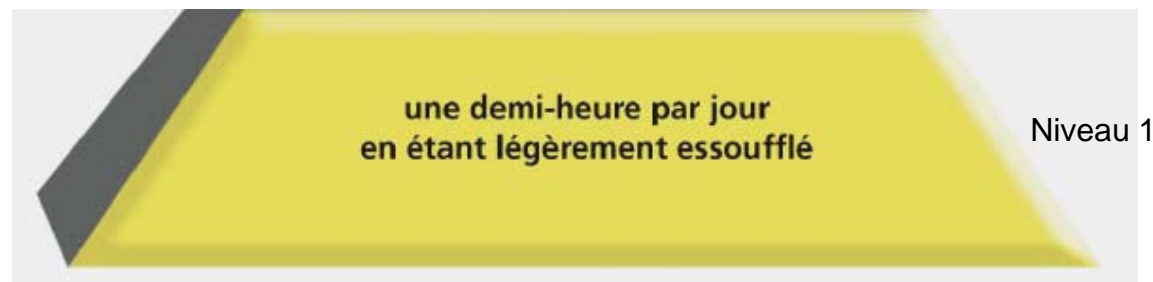 une demi-heure par jour
en étant légèrement essoufflé
Niveau 1